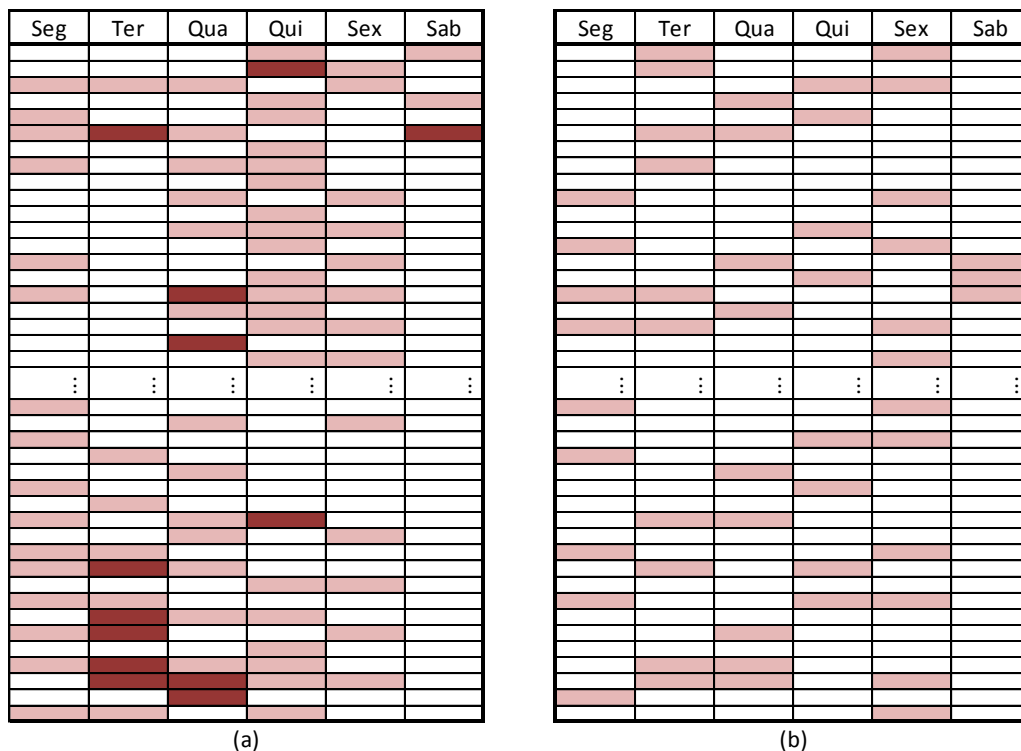 Seg Ter Qua Qui Sex Sab Seg Ter Qua Qui Sex Sab
⋮ ⋮ ⋮ ⋮ ⋮ ⋮ ⋮ ⋮ ⋮ ⋮ ⋮ ⋮
(a) (b)